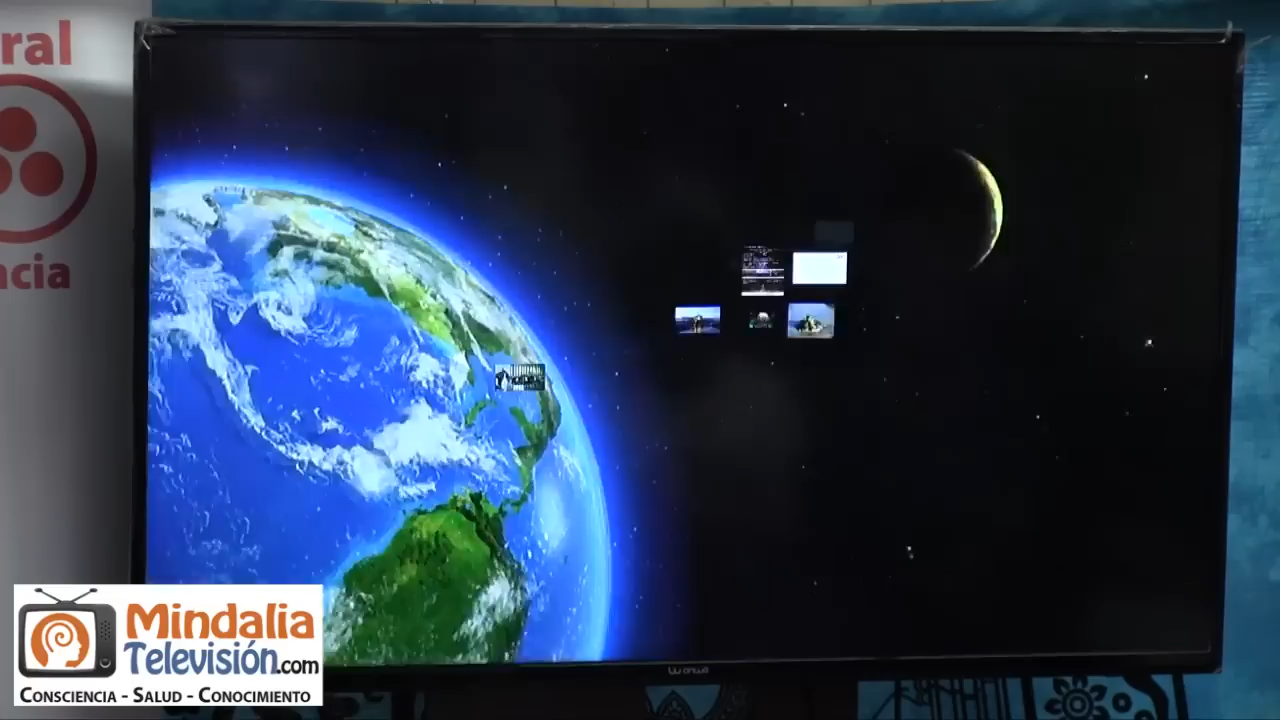 ral
ncia
Mindalia
Televisión.com
CONSCIENCIA - SALUD - CONOCIMIENTO